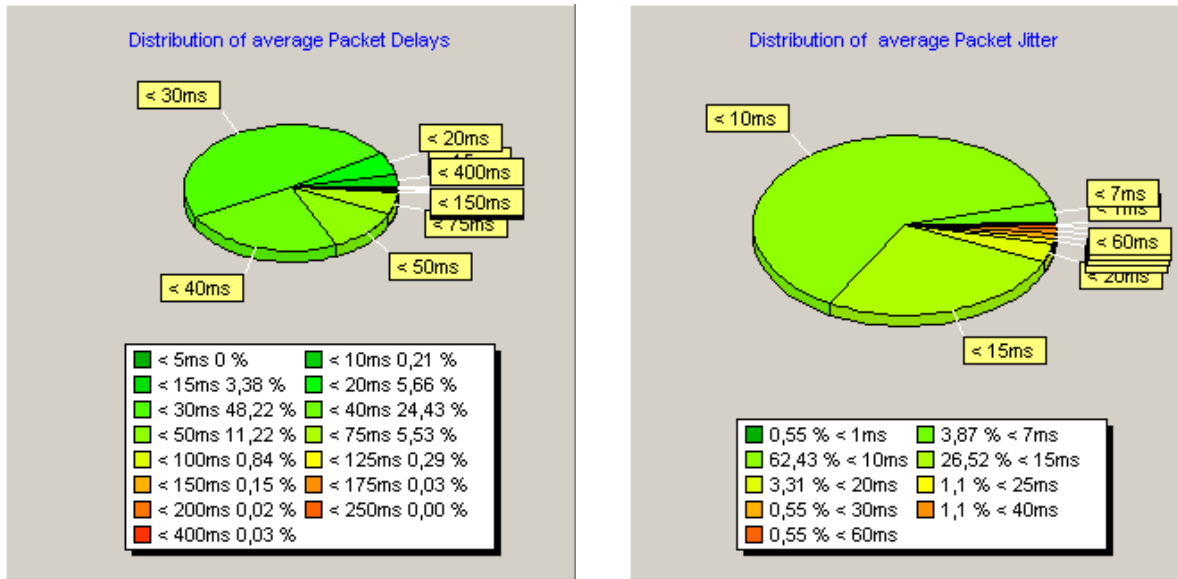 Distribution of average Packet Delays
< 30ms
< 20ms
< 400ms
< 150ms
< 75ms
< 50ms
< 40ms
< 5ms 0 % < 10ms 0,21 %
< 15ms 3,38 % < 20ms 5,66 %
< 30ms 48,22 % < 40ms 24,43 %
< 50ms 11,22 % < 75ms 5,53 %
< 100ms 0,84 % < 125ms 0,29 %
< 150ms 0,15 % < 175ms 0,03 %
< 200ms 0,02 % < 250ms 0,00 %
< 400ms 0,03 %
Distribution of average Packet Jitter
< 10ms
< 7ms
< 1ms
< 60ms
< 20ms
< 15ms
0,55 % < 1ms 3,87 % < 7ms
62,43 % < 10ms 26,52 % < 15ms
3,31 % < 20ms 1,1 % < 25ms
0,55 % < 30ms 1,1 % < 40ms
0,55 % < 60ms